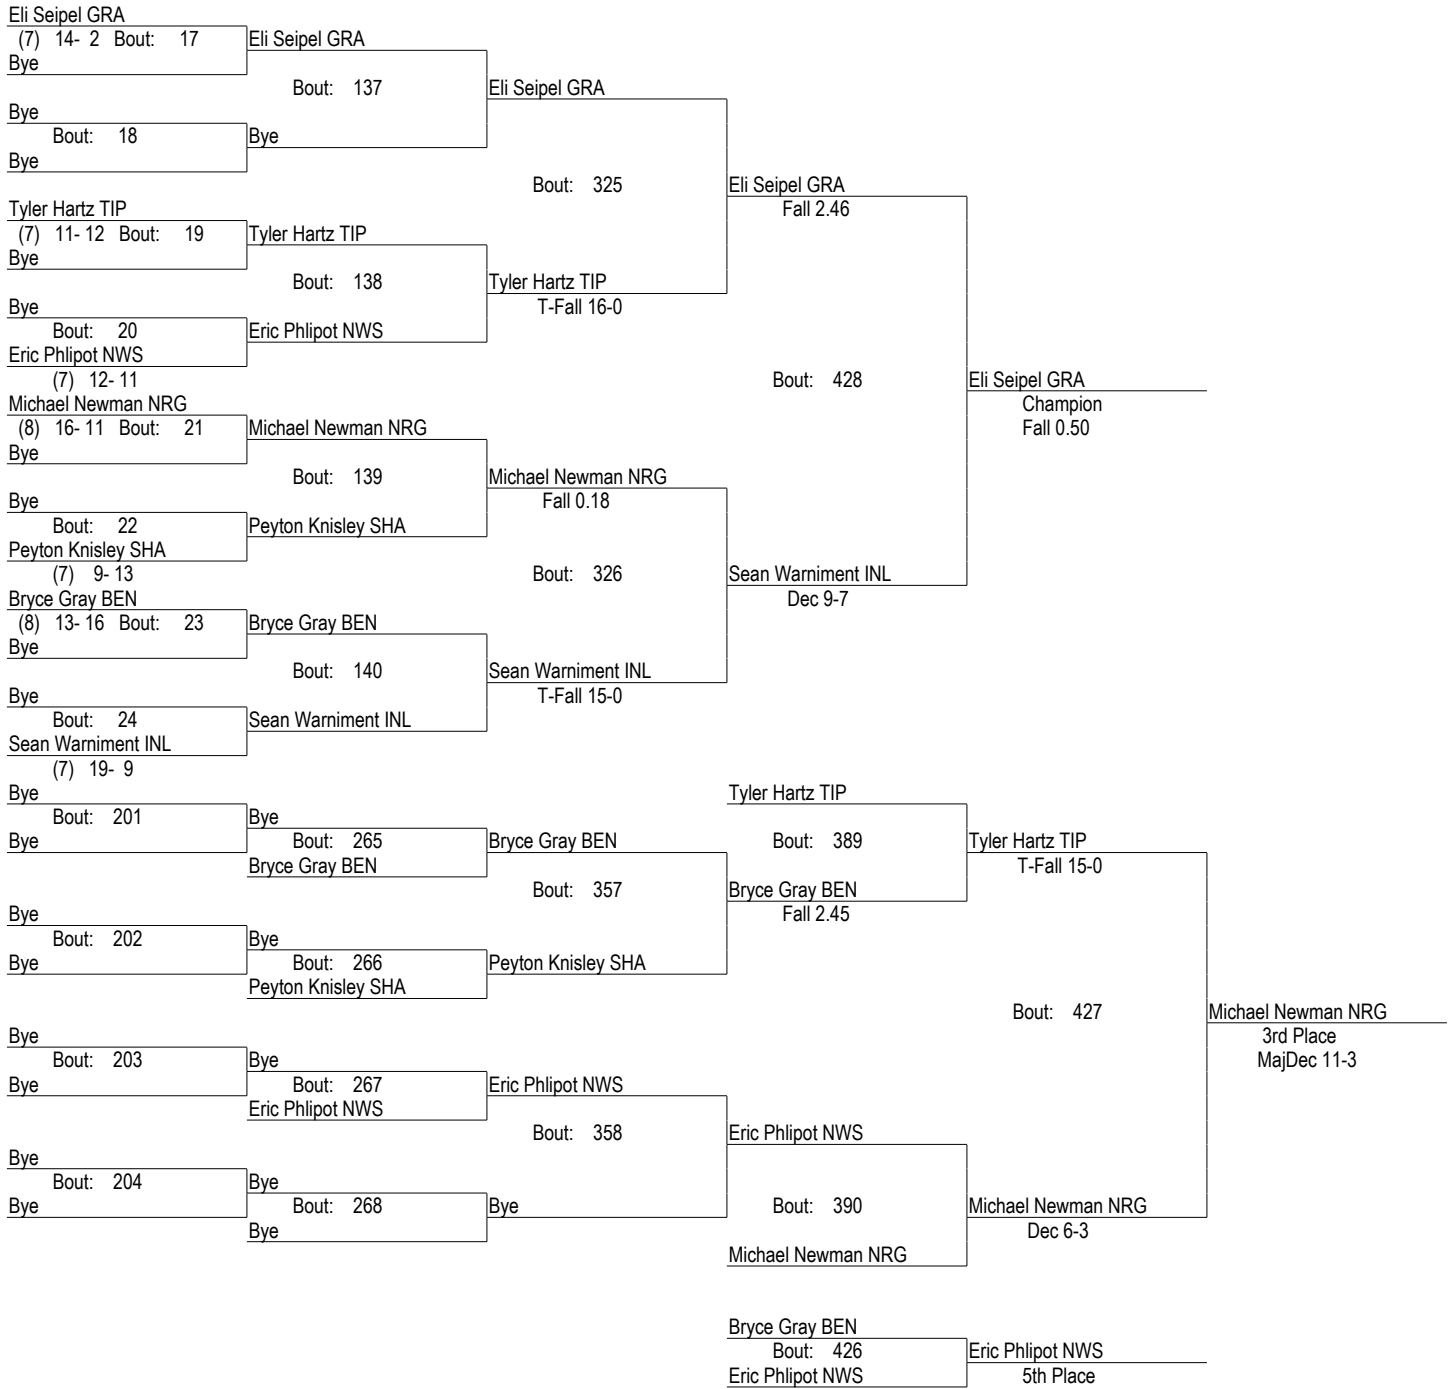 Eli Seipel GRA
(7) 14- 2 Bout: 17 Eli Seipel GRA
Bye
Bout: 137 Eli Seipel GRA
Bye
Bout: 18 Bye
Bye
Bout: 325 Eli Seipel GRA
Tyler Hartz TIP Fall 2.46
(7) 11- 12 Bout: 19 Tyler Hartz TIP
Bye
Bout: 138 Tyler Hartz TIP
Bye T-Fall 16-0
Bout: 20 Eric Phlipot NWS
Eric Phlipot NWS
(7) 12- 11 Bout: 428 Eli Seipel GRA
Michael Newman NRG Champion
(8) 16- 11 Bout: 21 Michael Newman NRG Fall 0.50
Bye
Bout: 139 Michael Newman NRG
Bye Fall 0.18
Bout: 22 Peyton Knisley SHA
Peyton Knisley SHA
(7) 9- 13 Bout: 326 Sean Warniment INL
Bryce Gray BEN Dec 9-7
(8) 13- 16 Bout: 23 Bryce Gray BEN
Bye
Bout: 140 Sean Warniment INL
Bye T-Fall 15-0
Bout: 24 Sean Warniment INL
Sean Warniment INL
(7) 19- 9
Bye Tyler Hartz TIP
Bout: 201 Bye
Bye Bout: 265 Bryce Gray BEN Bout: 389 Tyler Hartz TIP
Bryce Gray BEN T-Fall 15-0
Bout: 357 Bryce Gray BEN
Bye Fall 2.45
Bout: 202 Bye
Bye Bout: 266 Peyton Knisley SHA
Peyton Knisley SHA
Bout: 427 Michael Newman NRG
Bye 3rd Place
Bout: 203 Bye MajDec 11-3
Bye Bout: 267 Eric Phlipot NWS
Eric Phlipot NWS
Bout: 358 Eric Phlipot NWS
Bye
Bout: 204 Bye
Bye Bout: 268 Bye Bout: 390 Michael Newman NRG
Bye Dec 6-3
Michael Newman NRG
Bryce Gray BEN
Bout: 426 Eric Phlipot NWS
Eric Phlipot NWS 5th Place